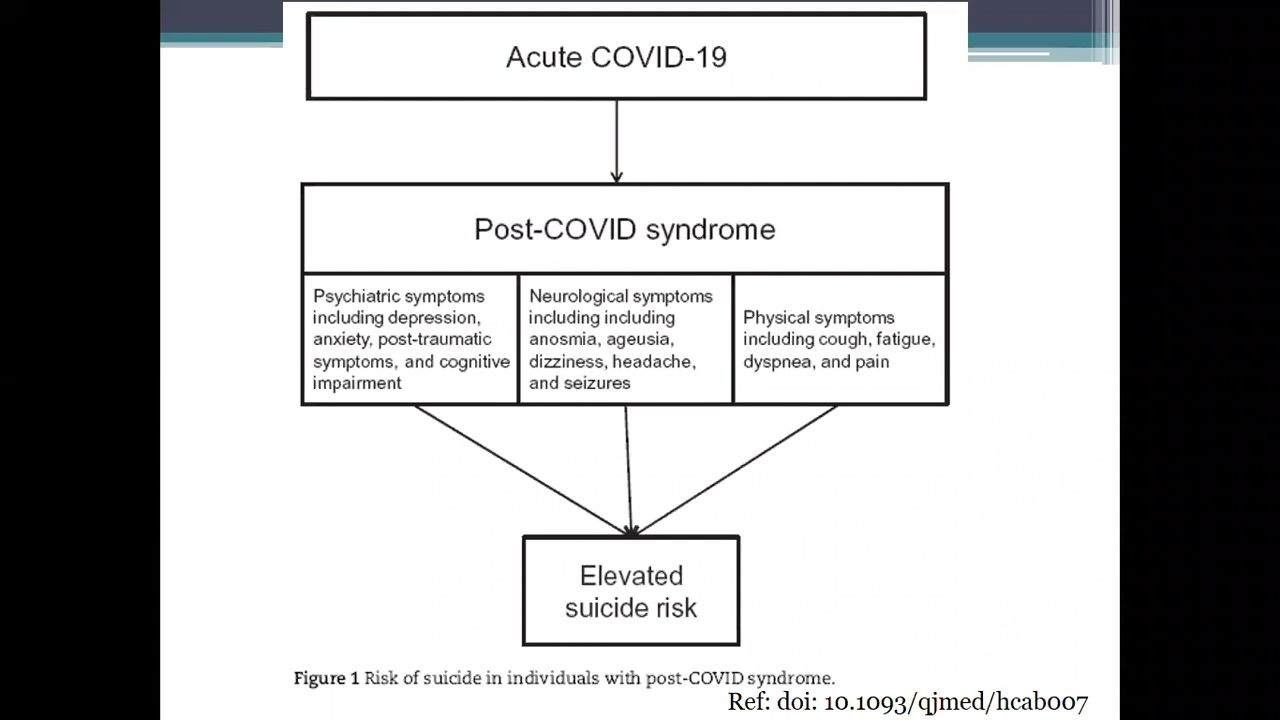 Acute COVID-19
Post-COVID syndrome
Psychiatric symptoms
including depression,
anxiety, post-traumatic
symptoms, and cognitive
impairment
Neurological symptoms
including including
anosmia, ageusia,
dizziness, headache,
and seizures
Physical symptoms
including cough, fatigue,
dyspnea, and pain
Elevated
suicide risk
Figure 1 Risk of suicide in individuals with post-COVID syndrome.
Ref: doi: 10.1093/qjmed/hcab007